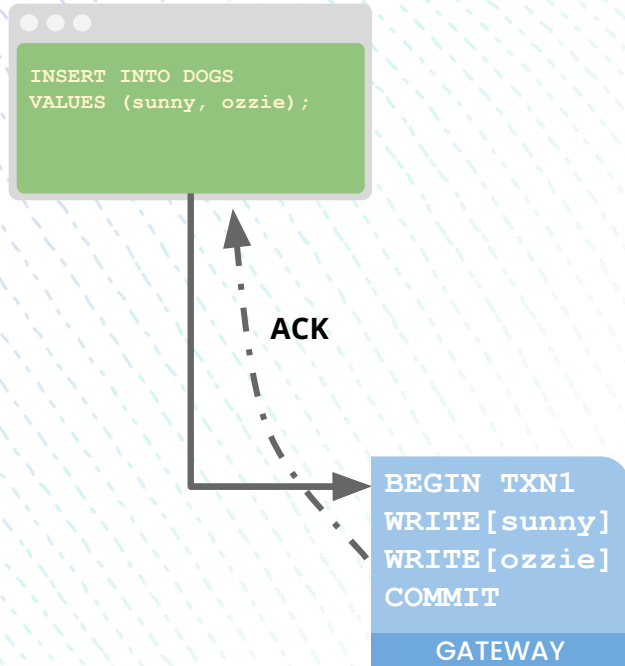 INSERT INTO DOGS
VALUES (sunny, ozzie);
ACK
BEGIN TXN1
WRITE[sunny]
WRITE[ozzie]
COMMIT
GATEWAY